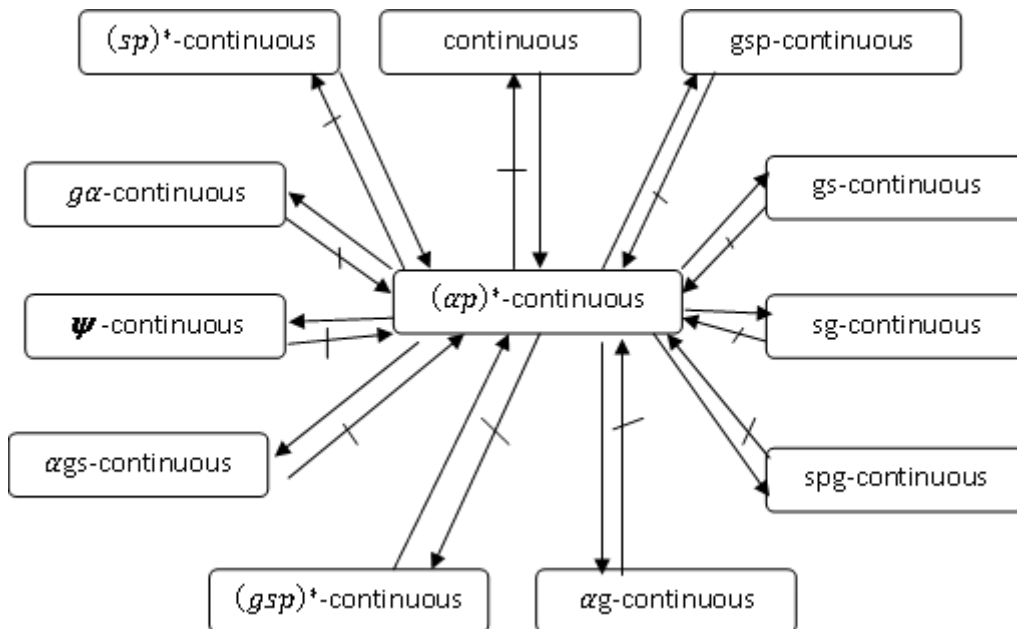 (sp)*-continuous
continuous
gsp-continuous
gα-continuous
gs-continuous
(αp)*-continuous
ψ -continuous
sg-continuous
αgs-continuous
spg-continuous
(gsp)*-continuous
αg-continuous